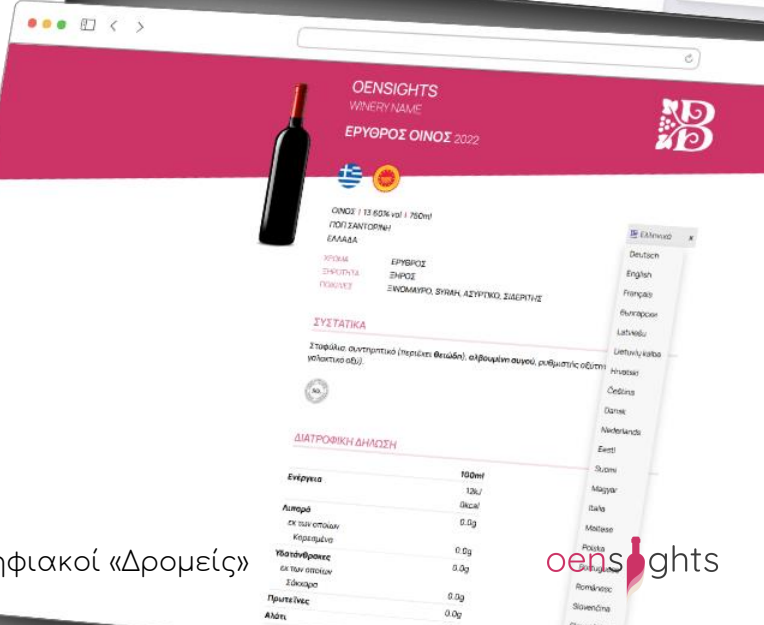 OENSIGHTS
WINERY NAME
ΕΡΥΘΡΟΣ ΟΙΝΟΣ 2022
ΟΙΝΟΣ | 13.60% vol | 750ml
ΠΟΠ ΣΑΝΤΟΡΙΝΗ
ΕΛΛΑΔΑ
ΧΡΩΜΑ ΕΡΥΘΡΟΣ
ΞΗΡΟΤΗΤΑ ΞΗΡΟΣ
ΠΟΙΚΙΛΙΕΣ ΞΙΝΟΜΑΥΡΟ, SYRAH, ΑΣΥΡΤΙΚΟ, ΣΙΔΕΡΙΤΗΣ
ΣΥΣΤΑΤΙΚΑ
Σταφύλια, συντηρητικό (περιέχει θειώδη), αλβουμίνη αυγού, ρυθμιστής οξύτη
γαλακτικό οξύ).
ΔΙΑΤΡΟΦΙΚΗ ΔΗΛΩΣΗ
100ml
Ενέργεια 12kJ
0kcal
Λιπαρά 0.0g
εκ των οποίων
Κορεσμένα 0.0g
Υδατάνθρακες 0.0g
εκ των οποίων
Σάκχαρα 0.0g
Πρωτεΐνες 0.0g
Αλάτι
Ελληνικά x
Deutsch
English
Français
български
Latviešu
Lietuvių kalba
Hrvatski
Čeština
Dansk
Nederlands
Eesti
Suomi
Magyar
Italia
Maltese
Polska
Portuguese
Românesc
Slovenčina
ηφιακοί «Δρομείς»
oensights